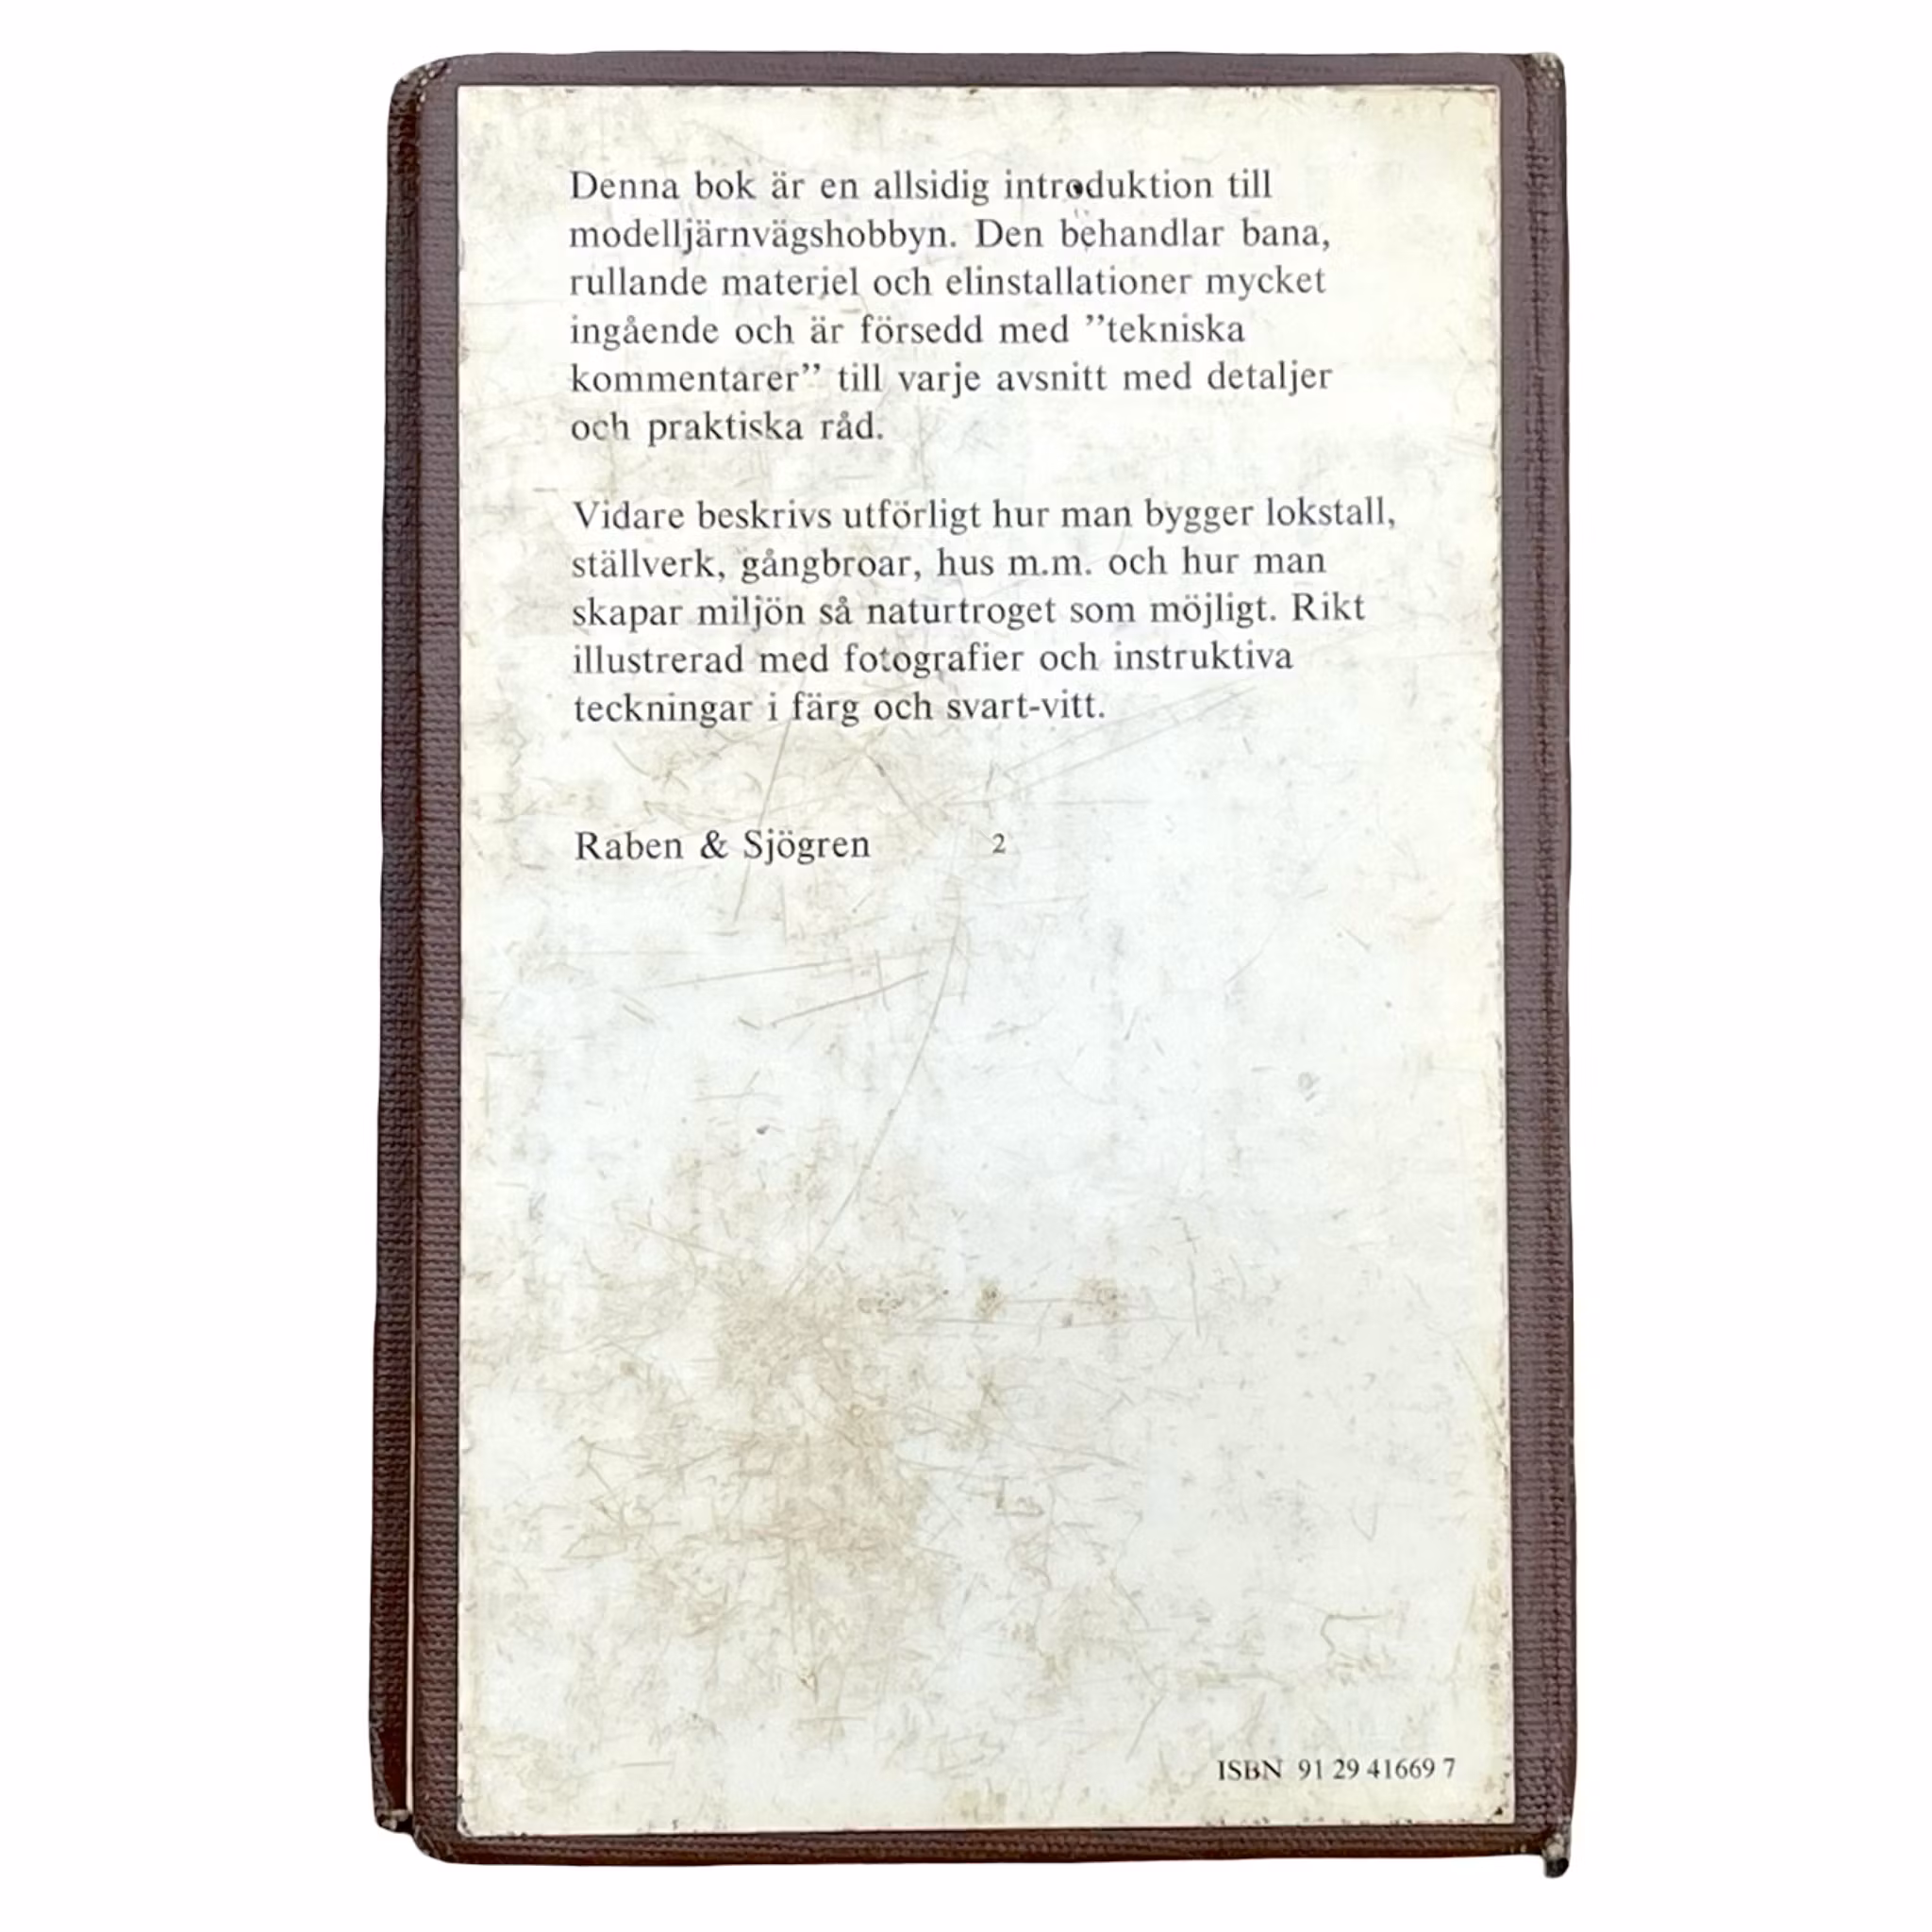 Denna bok är en allsidig introduktion till
modelljärnvägshobbyn. Den behandlar bana,
rullande materiel och elinstallationer mycket
ingående och är försedd med ”tekniska
kommentarer” till varje avsnitt med detaljer
och praktiska råd.
Vidare beskrivs utförligt hur man bygger lokstall,
ställverk, gångbroar, hus m.m. och hur man
skapar miljön så naturtroget som möjligt. Rikt
illustrerad med fotografier och instruktiva
teckningar i färg och svart-vitt.
Raben & Sjögren 2
ISBN 91 29 41669 7